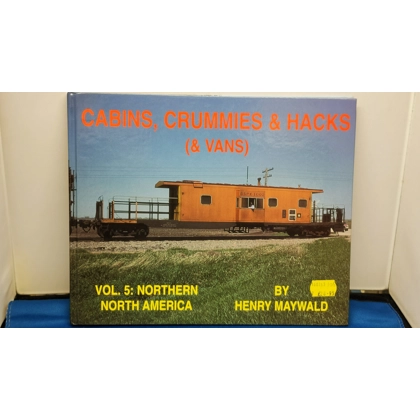 CABINS, CRUMMIES & HACKS
(& VANS)
VOL. 5: NORTHERN
NORTH AMERICA
BY
HENRY MAYWALD